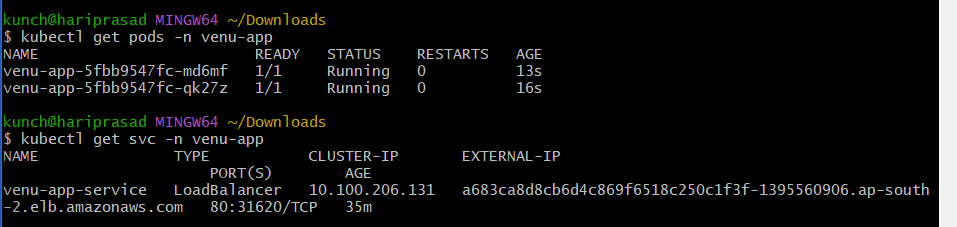 kunch@hariprasad MINGW64 ~/Downloads
$ kubectl get pods -n venu-app
NAME                        READY   STATUS    RESTARTS   AGE
venu-app-5fbb9547fc-md6mf   1/1     Running   0          13s
venu-app-5fbb9547fc-qk27z   1/1     Running   0          16s
kunch@hariprasad MINGW64 ~/Downloads
$ kubectl get svc -n venu-app
NAME               TYPE           CLUSTER-IP       EXTERNAL-IP
PORT(S)        AGE
venu-app-service   LoadBalancer   10.100.206.131   a683ca8d8cb6d4c869f6518c250c1f3f-1395560906.ap-south
-2.elb.amazonaws.com   80:31620/TCP   35m